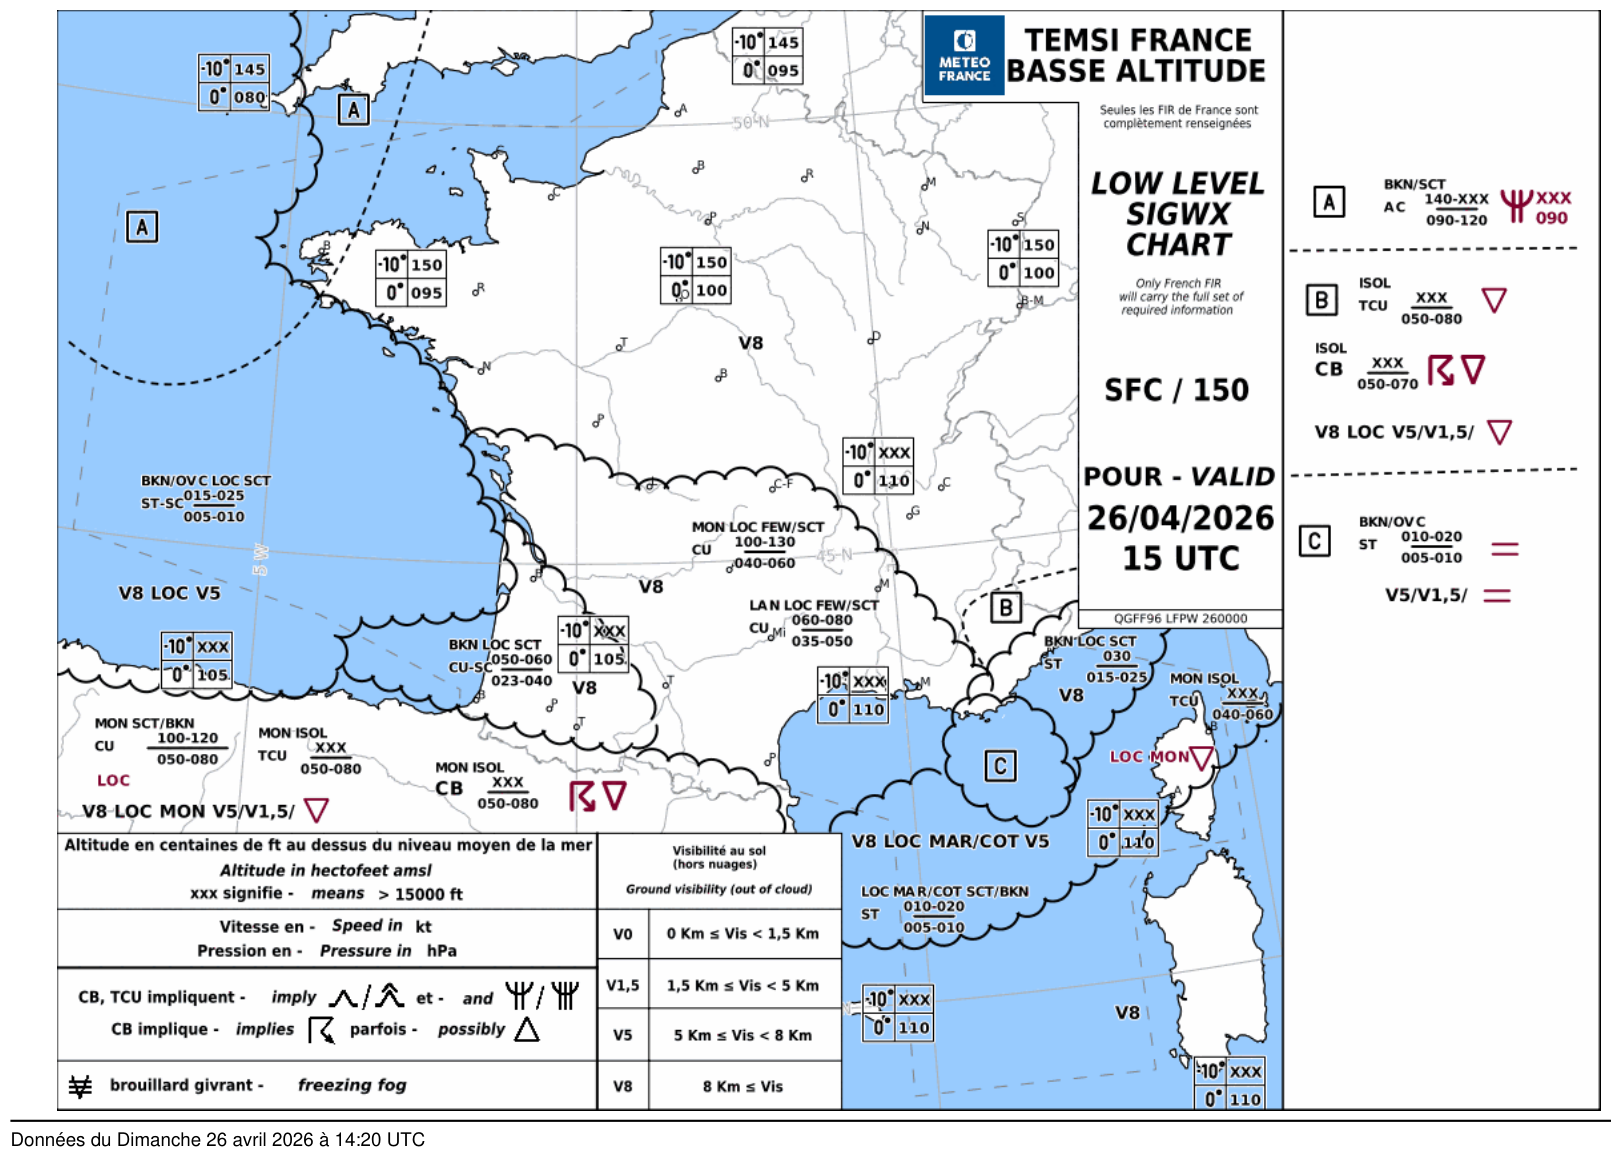 METEO
FRANCE
TEMSI FRANCE
BASSE ALTITUDE
Seules les FIR de France sont
complètement renseignées
LOW LEVEL
SIGWX
CHART
Only French FIR
will carry the full set of
required information
SFC / 150
POUR - VALID
26/04/2026
15 UTC
QGFF96 LFPW 260000
-10° 145
0° 080
A
-10° 145
0° 095
A
50°N
C
B
R
M
C
A
P
N
S
B
-10° 150
0° 095
R
-10° 150
0° 100
-10° 150
0° 100
B-M
T
V8
D
N
B
P
-10° XXX
0° 110
C
C-F
L
G
BKN/OVC LOC SCT
ST-SC 015-025
005-010
5°W
MON LOC FEW/SCT
CU 100-130
040-060
45°N
B
V8
M
V8 LOC V5
LAN LOC FEW/SCT
CU 060-080
035-050
Mi
B
-10° XXX
0° 105
BKN LOC SCT
CU-SC 050-060
023-040
-10° XXX
0° 105
V8
BKN LOC SCT
ST 030
015-025
N
V8
B
P
T
T
-10° XXX
0° 110
M
MON ISOL
TCU XXX
040-060
B
MON SCT/BKN
CU 100-120
050-080
LOC
MON ISOL
TCU XXX
050-080
V8 LOC MON V5/V1,5/
MON ISOL
CB XXX
050-080
P
C
LOC MON
A
-10° XXX
0° 110
V8 LOC MAR/COT V5
LOC MAR/COT SCT/BKN
ST 010-020
005-010
-10° XXX
0° 110
V8
-10° XXX
0° 110
A
BKN/SCT
AC 140-XXX
090-120
XXX
090
B
ISOL
TCU XXX
050-080
ISOL
CB XXX
050-070
V8 LOC V5/V1,5/
C
BKN/OVC
ST 010-020
005-010
V5/V1,5/
Altitude en centaines de ft au dessus du niveau moyen de la mer
Altitude in hectofeet amsl
xxx signifie - means > 15000 ft
Vitesse en - Speed in kt
Pression en - Pressure in hPa
CB, TCU impliquent - imply / et - and /
CB implique - implies parfois - possibly
brouillard givrant - freezing fog
Visibilité au sol
(hors nuages)
Ground visibility (out of cloud)
V0 0 Km ≤ Vis < 1,5 Km
V1,5 1,5 Km ≤ Vis < 5 Km
V5 5 Km ≤ Vis < 8 Km
V8 8 Km ≤ Vis
Données du Dimanche 26 avril 2026 à 14:20 UTC